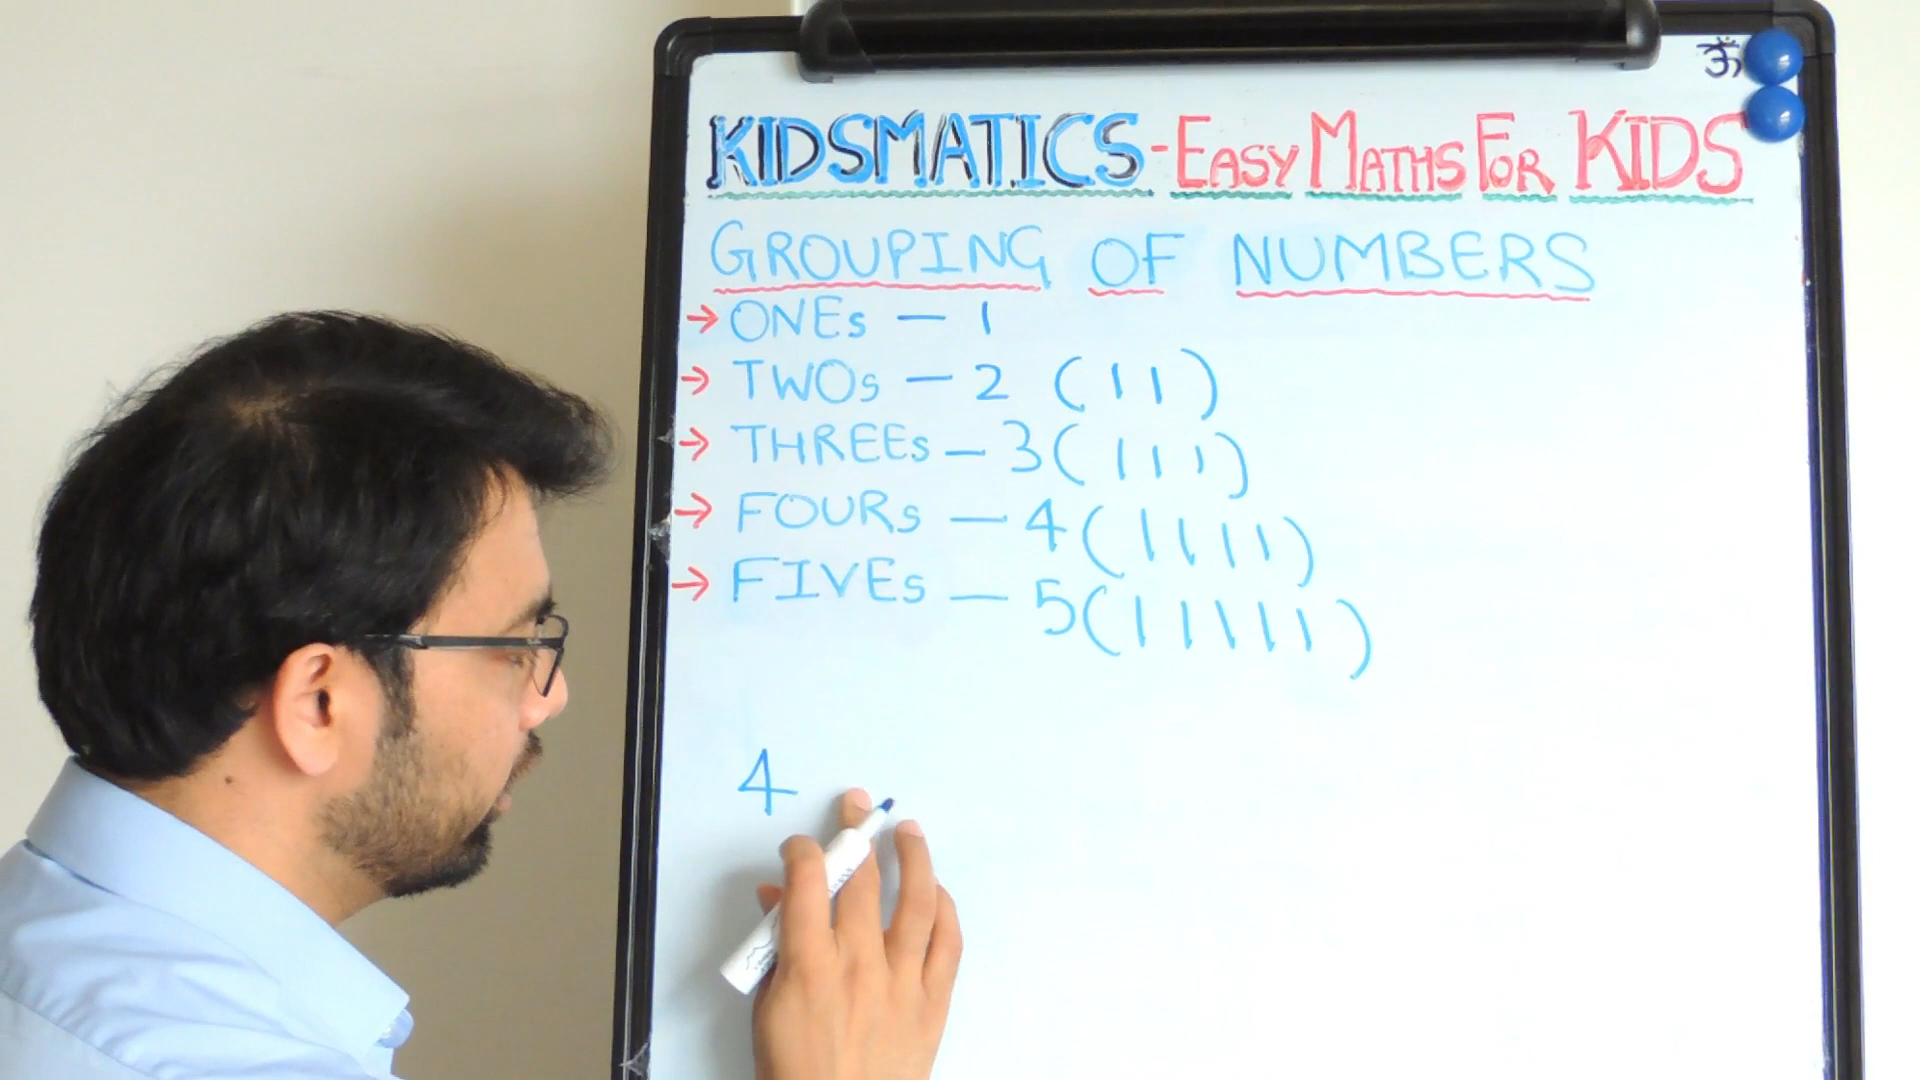 ॐ
KIDSMATICS - EASY MATHS FOR KIDS
GROUPING OF NUMBERS
→ ONEs — 1
→ TWOs — 2 ( 1 1 )
→ THREEs — 3 ( 1 1 1 )
→ FOURs — 4 ( 1 1 1 1 )
→ FIVEs — 5 ( 1 1 1 1 1 )
4